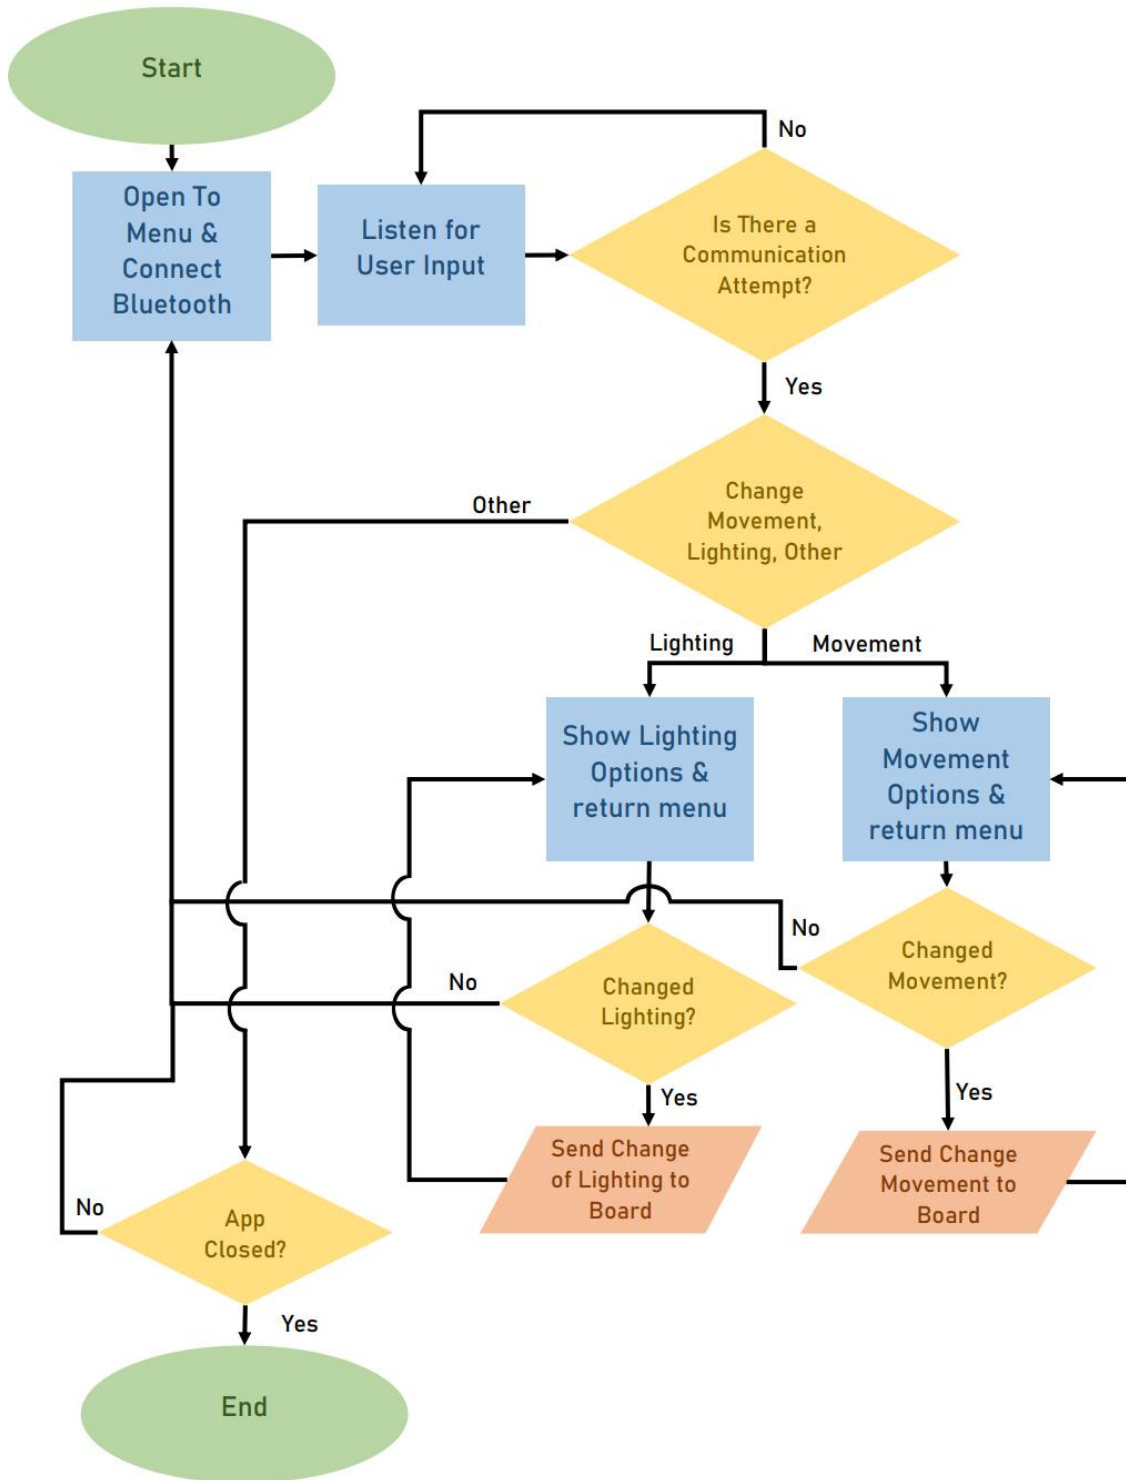 Start
No
Open To
Menu &
Connect
Bluetooth
Listen for
User Input
Is There a
Communication
Attempt?
Yes
Other
Change
Movement,
Lighting, Other
Lighting
Movement
Show Lighting
Options &
return menu
Show
Movement
Options &
return menu
No
Changed
Movement?
No
Changed
Lighting?
Yes
Yes
Send Change
of Lighting to
Board
Send Change
Movement to
Board
No
App
Closed?
Yes
End